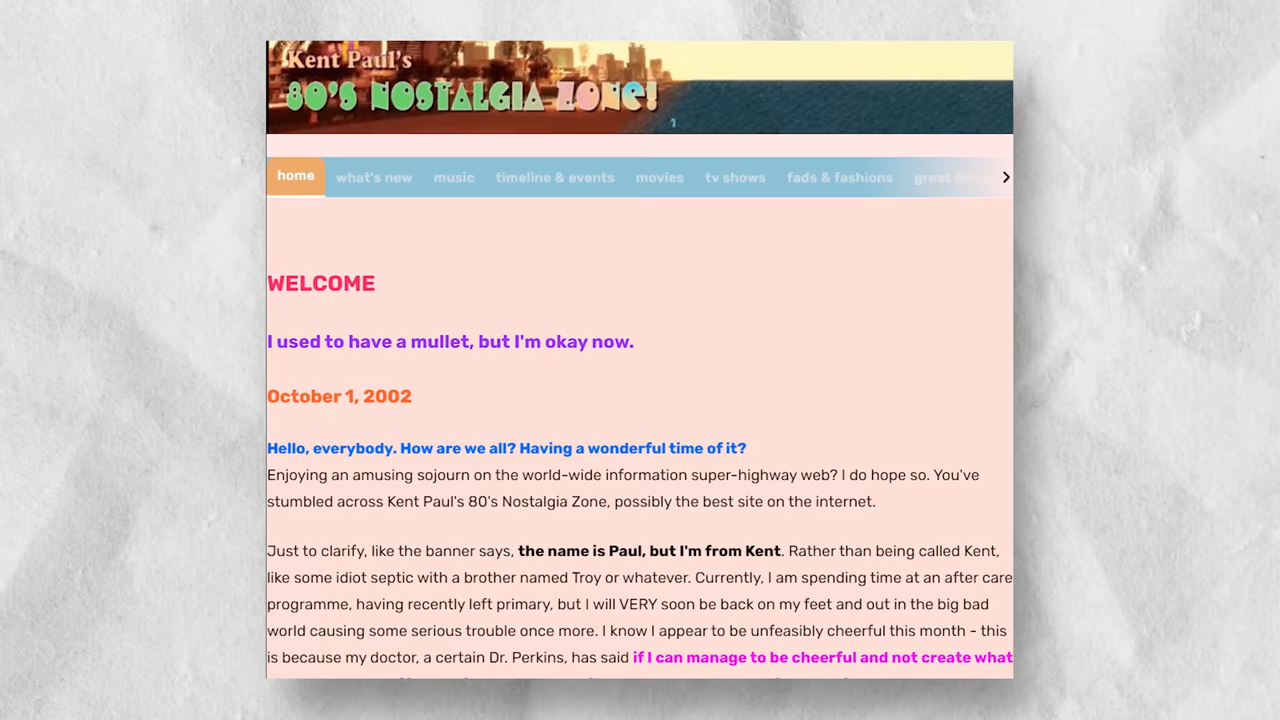 Kent Paul's
80's NOSTALGIA ZONE!
home what's new music timeline & events movies tv shows fads & fashions great
WELCOME
I used to have a mullet, but I'm okay now.
October 1, 2002
Hello, everybody. How are we all? Having a wonderful time of it?
Enjoying an amusing sojourn on the world-wide information super-highway web? I do hope so. You've
stumbled across Kent Paul's 80's Nostalgia Zone, possibly the best site on the internet.
Just to clarify, like the banner says, the name is Paul, but I'm from Kent. Rather than being called Kent,
like some idiot septic with a brother named Troy or whatever. Currently, I am spending time at an after care
programme, having recently left primary, but I will VERY soon be back on my feet and out in the big bad
world causing some serious trouble once more. I know I appear to be unfeasibly cheerful this month - this
is because my doctor, a certain Dr. Perkins, has said if I can manage to be cheerful and not create what